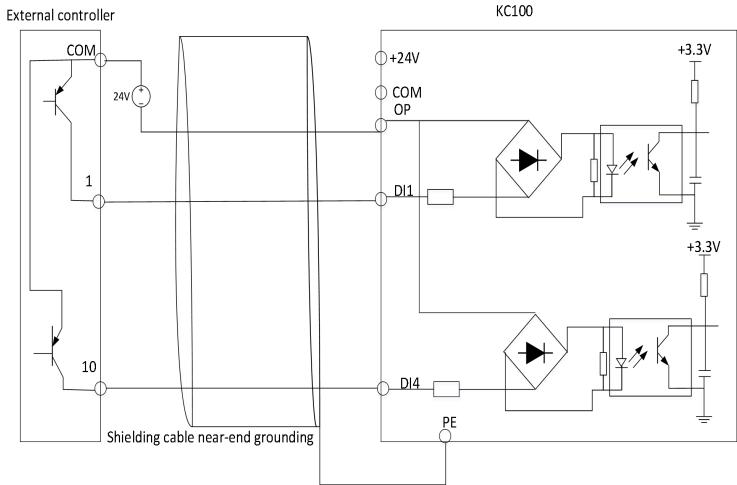 External controller
KC100
COM
+24V
+3.3V
24V
+
−
COM
OP
1
DI1
+3.3V
10
DI4
PE
Shielding cable near-end grounding